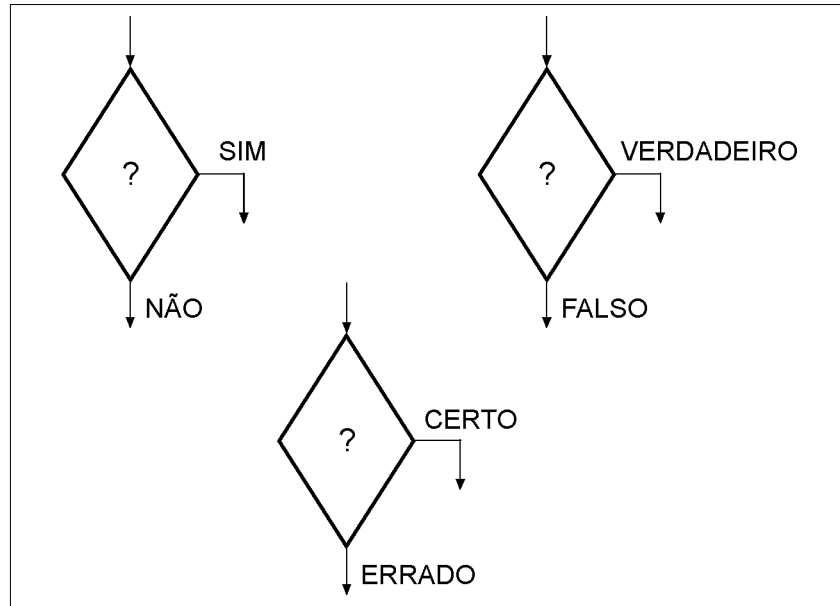 ?
SIM
NÃO
?
VERDADEIRO
FALSO
?
CERTO
ERRADO